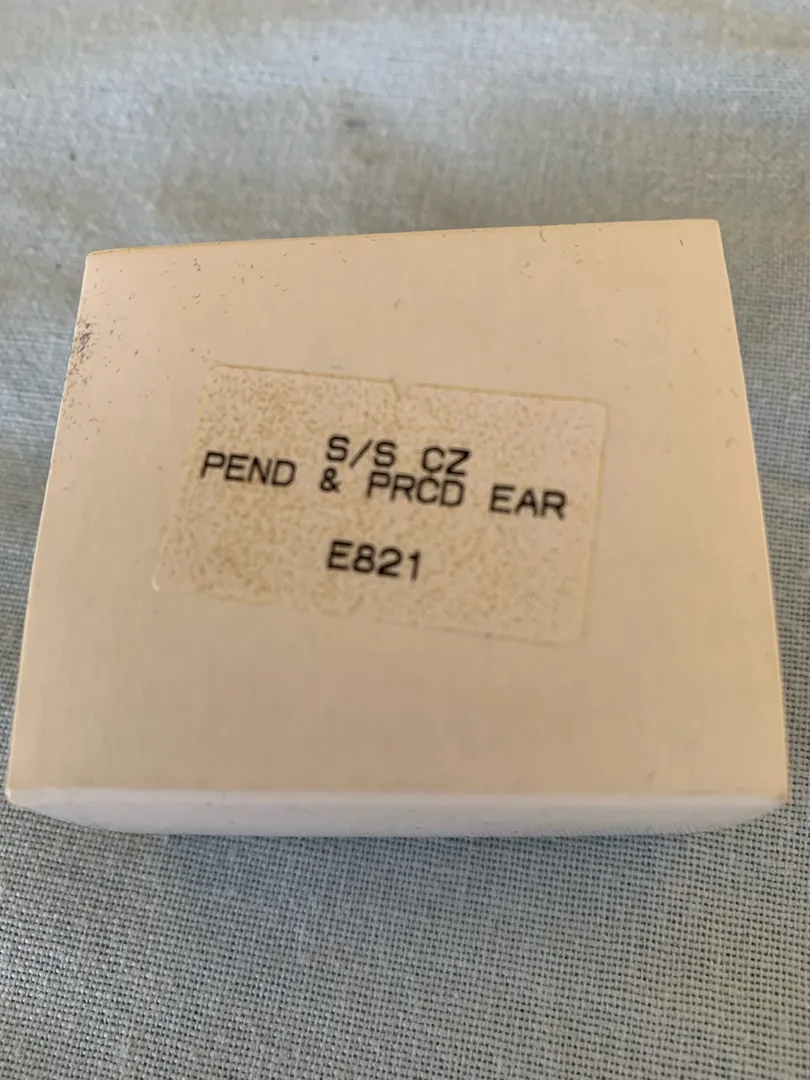 S/S CZ
PEND & PRCD EAR
E821